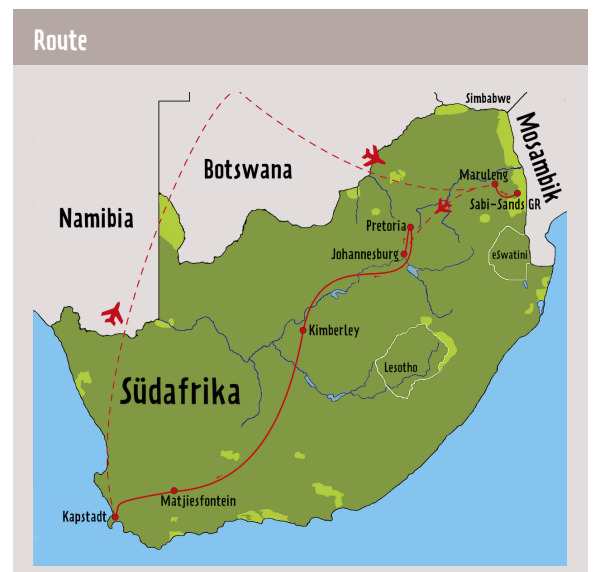 Route
Simbabwe
Mosambik
Botswana
Maruleng
Sabi-Sands GR
Namibia
Pretoria
Johannesburg
eSwatini
Kimberley
Lesotho
Südafrika
Matjiesfontein
Kapstadt